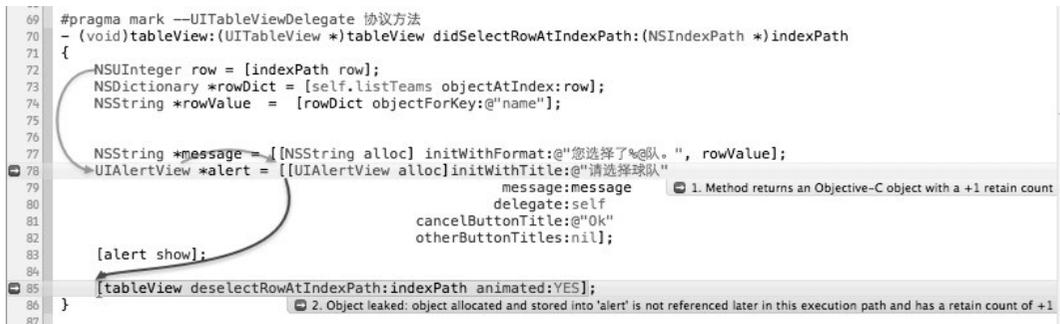 69 #pragma mark --UITableViewDelegate 协议方法
70 - (void)tableView:(UITableView *)tableView didSelectRowAtIndexPath:(NSIndexPath *)indexPath
71 {
72 NSUInteger row = [indexPath row];
73 NSDictionary *rowDict = [self.listTeams objectAtIndex:row];
74 NSString *rowValue = [rowDict objectForKey:@"name"];
75
76
77 NSString *message = [[NSString alloc] initWithFormat:@"您选择了%@队。", rowValue];
78 UIAlertView *alert = [[UIAlertView alloc]initWithTitle:@"请选择球队"
79 message:message 1. Method returns an Objective-C object with a +1 retain count
80 delegate:self
81 cancelButtonTitle:@"Ok"
82 otherButtonTitles:nil];
83 [alert show];
84
85 [tableView deselectRowAtIndexPath:indexPath animated:YES];
86 } 2. Object leaked: object allocated and stored into 'alert' is not referenced later in this execution path and has a retain count of +1
87